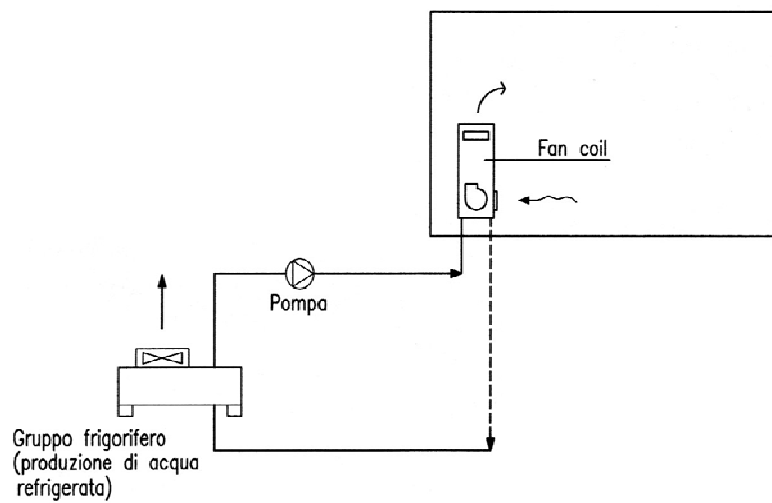 Fan coil
Pompa
Gruppo frigorifero
(produzione di acqua
refrigerata)